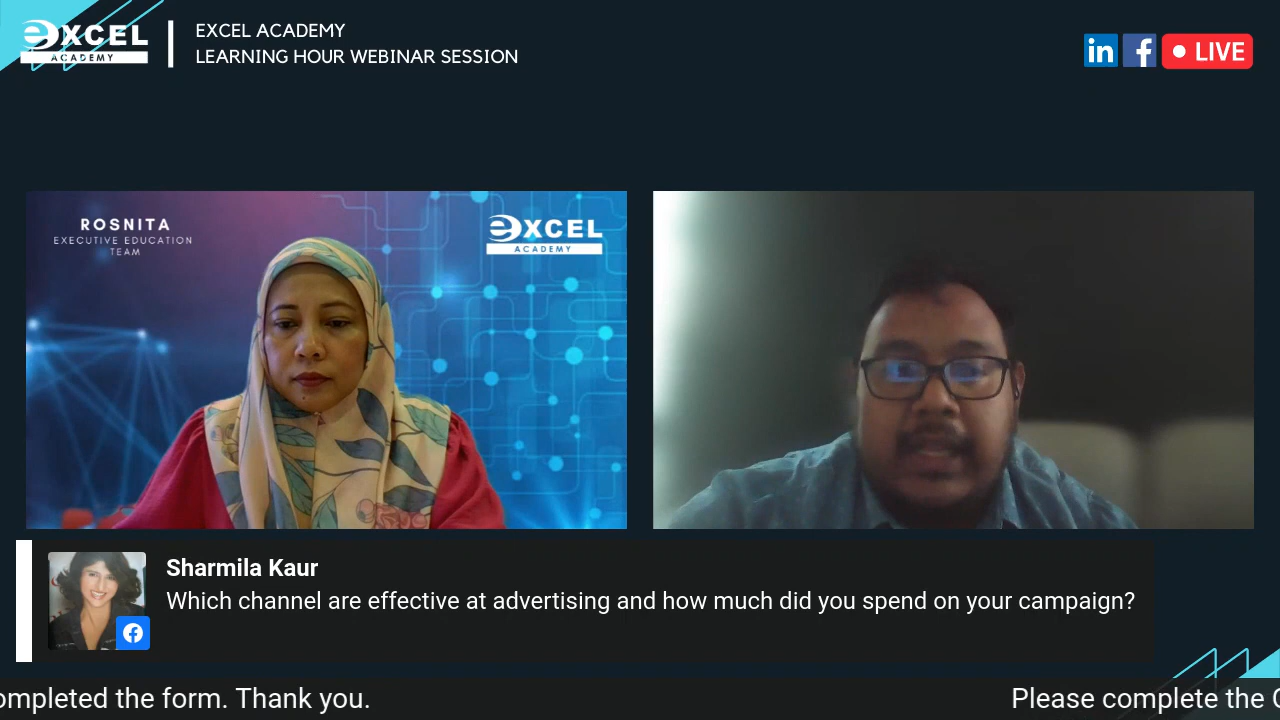 eXCEL
ACADEMY
EXCEL ACADEMY
LEARNING HOUR WEBINAR SESSION
in f LIVE
ROSNITA
EXECUTIVE EDUCATION
TEAM
eXCEL
ACADEMY
Sharmila Kaur
Which channel are effective at advertising and how much did you spend on your campaign?
completed the form. Thank you.
Please complete the